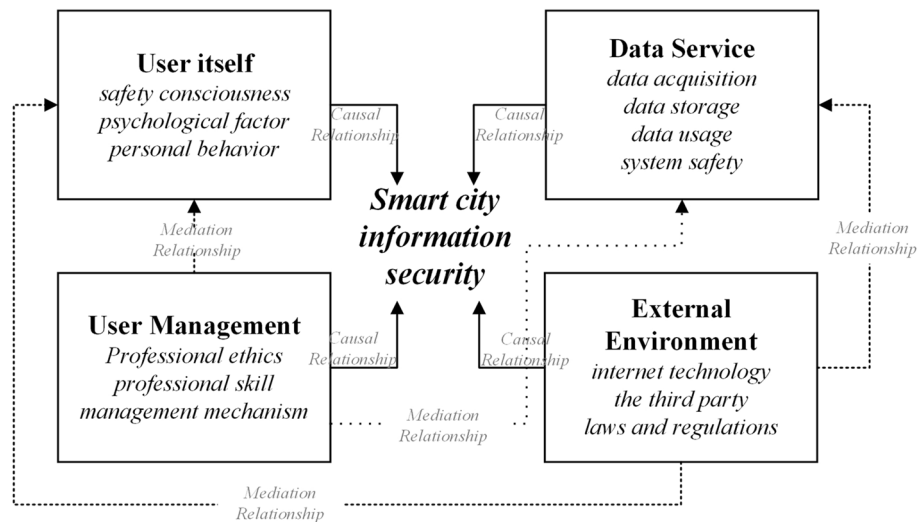 User itself
safety consciousness
psychological factor
personal behavior
Causal
Relationship
Causal
Relationship
Data Service
data acquisition
data storage
data usage
system safety
Smart city
information
security
Mediation
Relationship
Mediation
Relationship
User Management
Professional ethics
professional skill
management mechanism
Causal
Relationship
Causal
Relationship
External
Environment
internet technology
the third party
laws and regulations
Mediation
Relationship
Mediation
Relationship